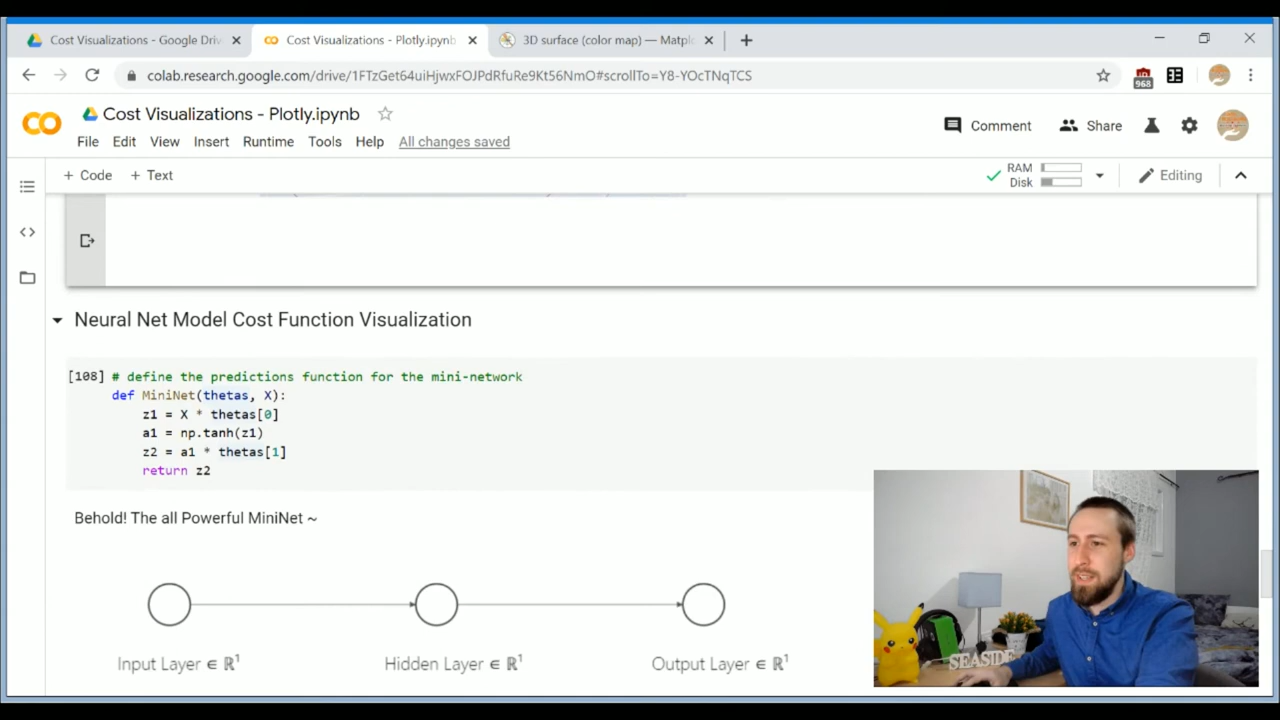 Cost Visualizations - Google Driv
Cost Visualizations - Plotly.ipynb
3D surface (color map) — Matpl
colab.research.google.com/drive/1FTzGet64uiHjwxFOJPdRfuRe9Kt56NmO#scrollTo=Y8-YOcTNqTCS
968
Cost Visualizations - Plotly.ipynb
File Edit View Insert Runtime Tools Help All changes saved
Comment
Share
+ Code + Text
RAM
Disk
Editing
Neural Net Model Cost Function Visualization
[108] # define the predictions function for the mini-network
def MiniNet(thetas, X):
z1 = X * thetas[0]
a1 = np.tanh(z1)
z2 = a1 * thetas[1]
return z2
Behold! The all Powerful MiniNet ~
Input Layer ∈ ℝ¹
Hidden Layer ∈ ℝ¹
Output Layer ∈ ℝ¹
SEASIDE